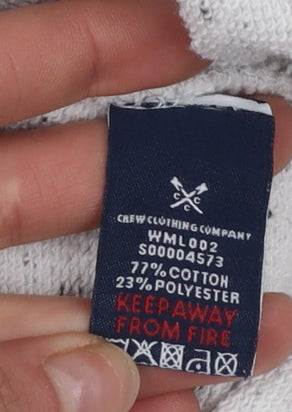 C C
C
CREW CLOTHING COMPANY
WML002
S00004573
77% COTTON
23% POLYESTER
KEEP AWAY
FROM FIRE